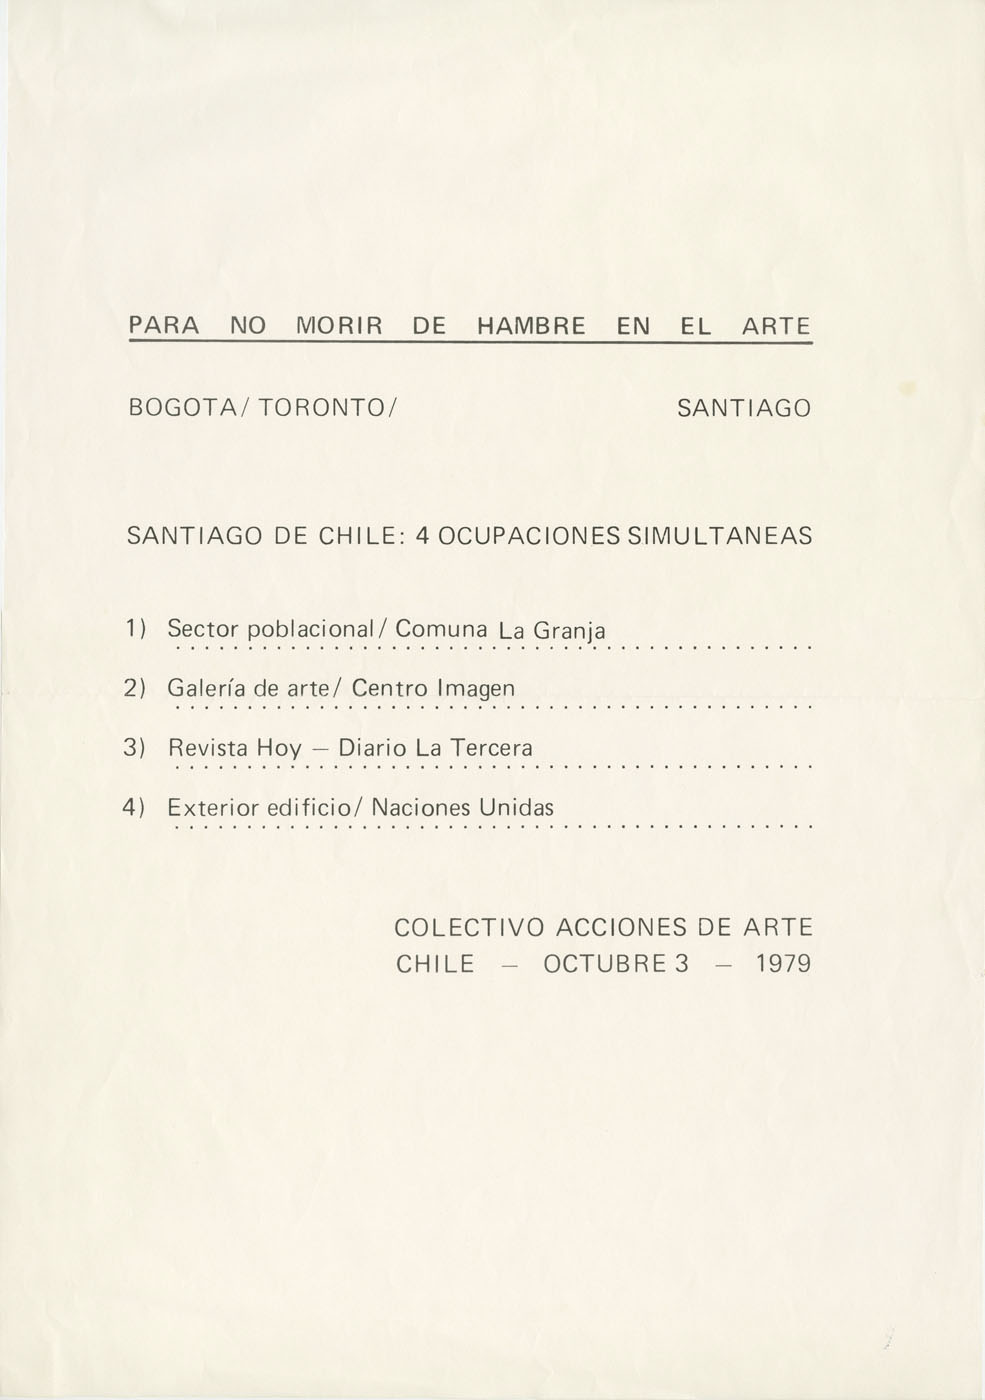 PARA NO MORIR DE HAMBRE EN EL ARTE
BOGOTA/ TORONTO/ SANTIAGO
SANTIAGO DE CHILE: 4 OCUPACIONES SIMULTANEAS
1) Sector poblacional/ Comuna La Granja
2) Galería de arte/ Centro Imagen
3) Revista Hoy — Diario La Tercera
4) Exterior edificio/ Naciones Unidas
COLECTIVO ACCIONES DE ARTE
CHILE — OCTUBRE 3 — 1979